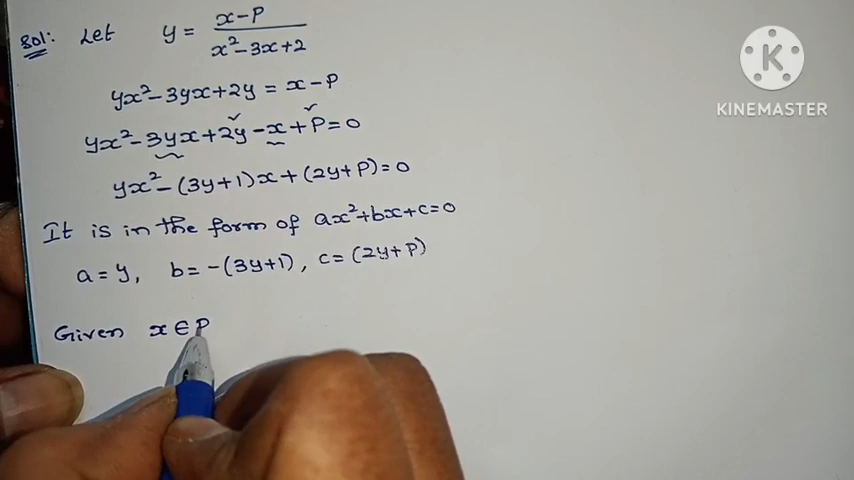 Sol: Let y = x-P / x²-3x+2
yx²-3yx+2y = x-P
yx²-3yx+2y-x+P=0
yx²-(3y+1)x+(2y+P)=0
It is in the form of ax²+bx+c=0
a=y, b=-(3y+1), c=(2y+P)
Given x∈P
KINEMASTER